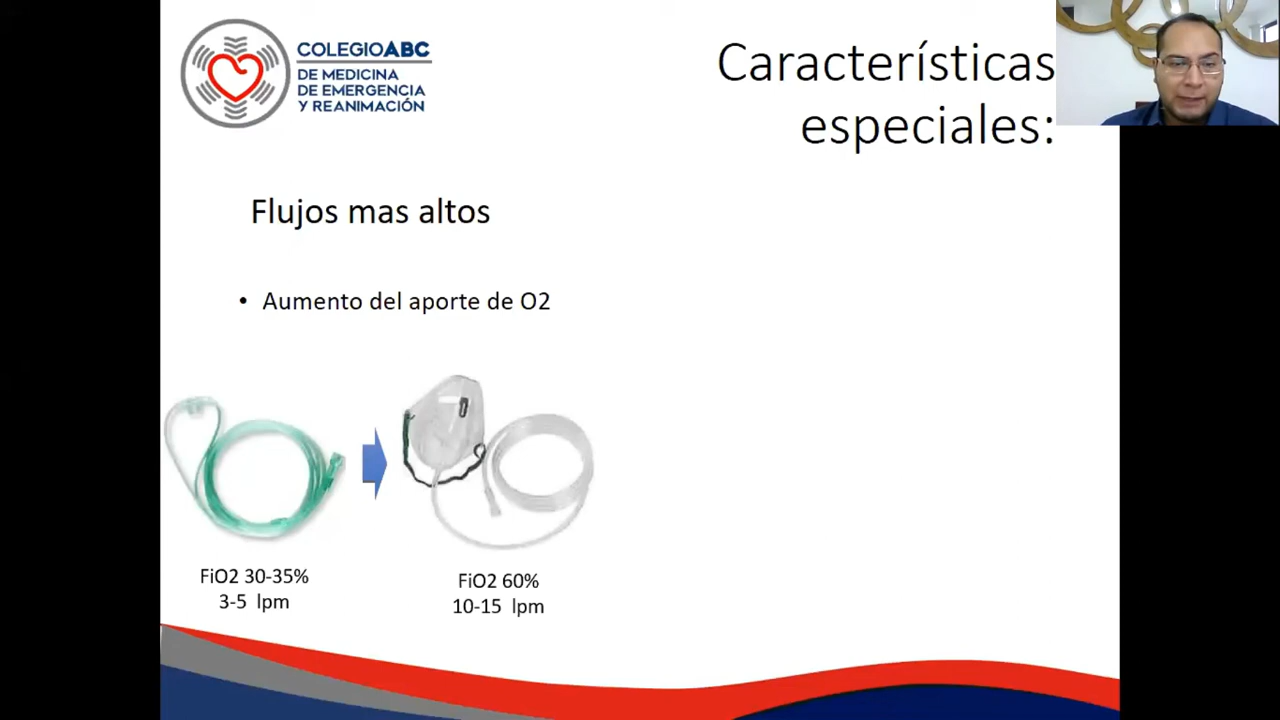 COLEGIOABC
DE MEDICINA
DE EMERGENCIA
Y REANIMACIÓN
Características
especiales:
Flujos mas altos
• Aumento del aporte de O2
FiO2 30-35%
3-5 lpm
FiO2 60%
10-15 lpm